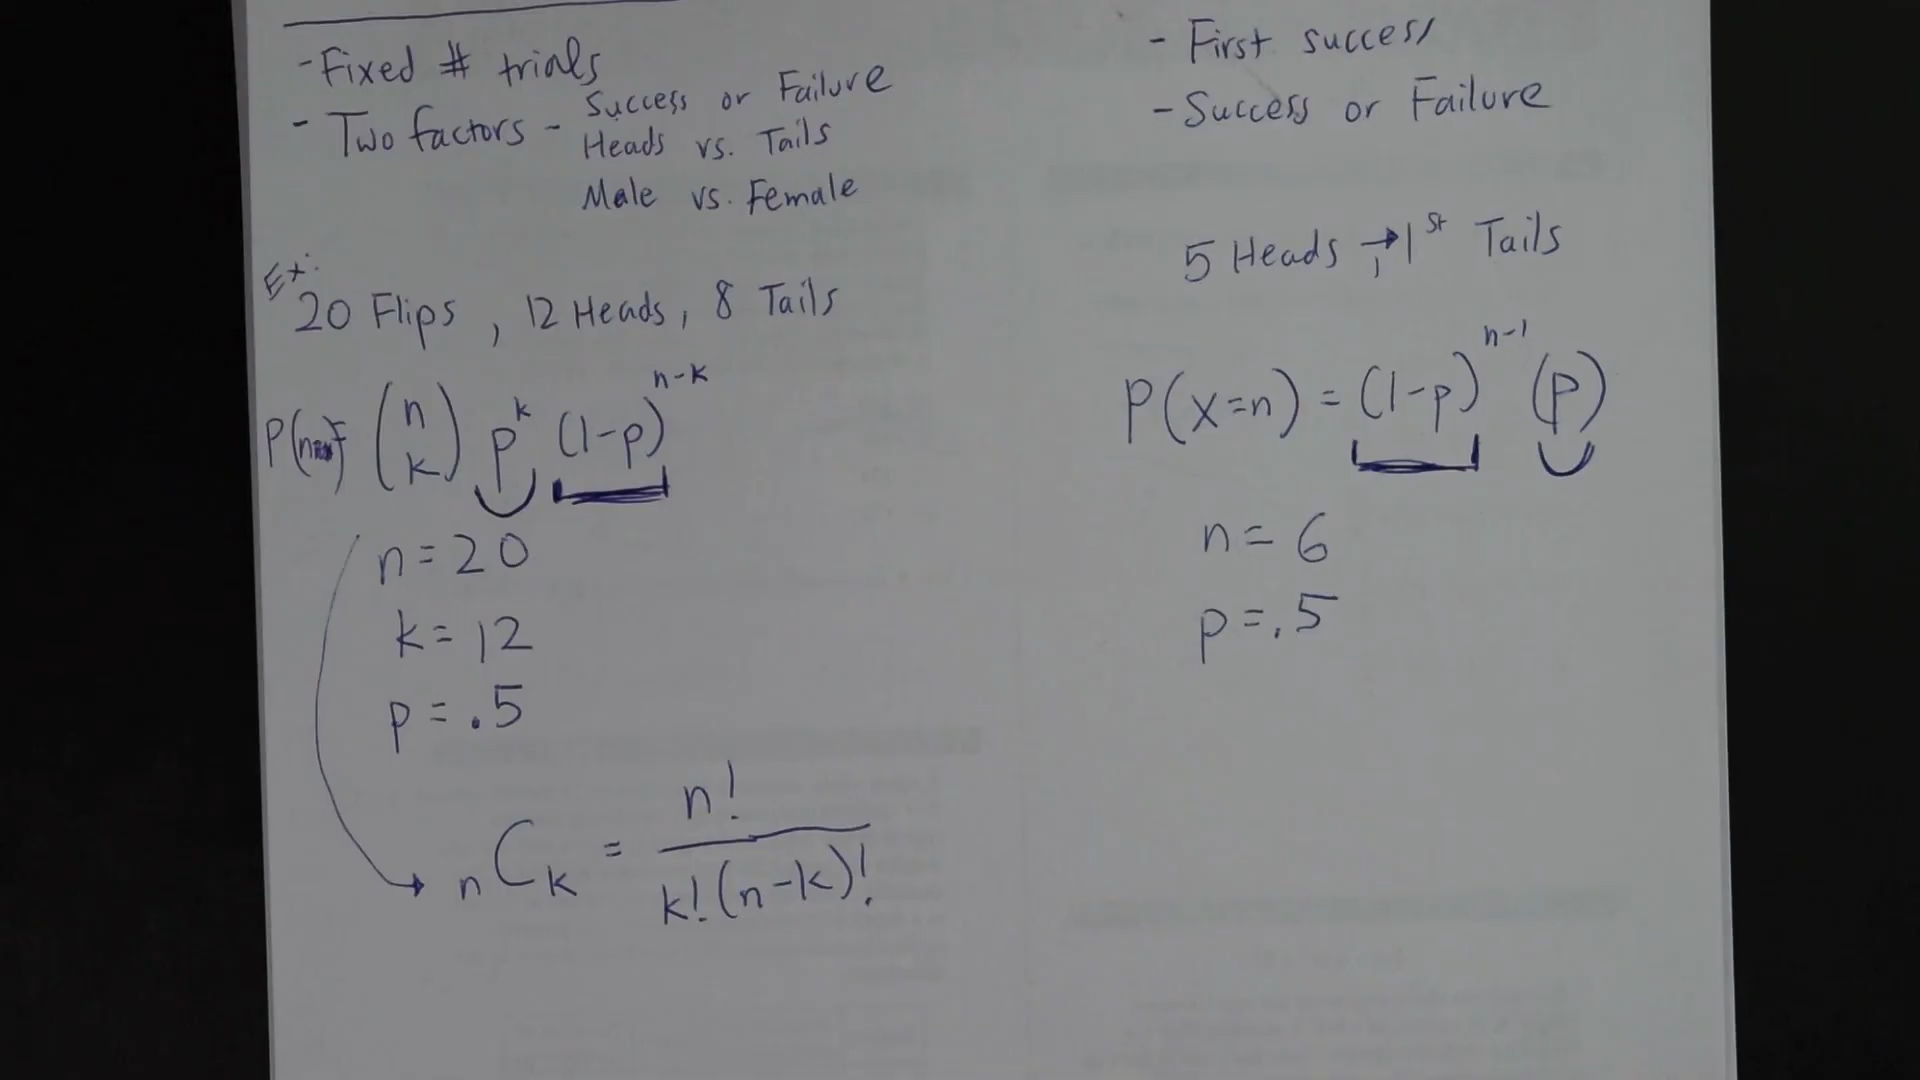 - Fixed # trials
- Two factors - Success or Failure
Heads vs. Tails
Male vs. Female
Ex:
20 Flips, 12 Heads, 8 Tails
(n k) p^k (1-p)^n-k
n = 20
k = 12
p = .5
nCk = n! / k!(n-k)!
- First success
- Success or Failure
5 Heads → 1st Tails
P(x=n) = (1-p)^n-1 (p)
n = 6
p = .5